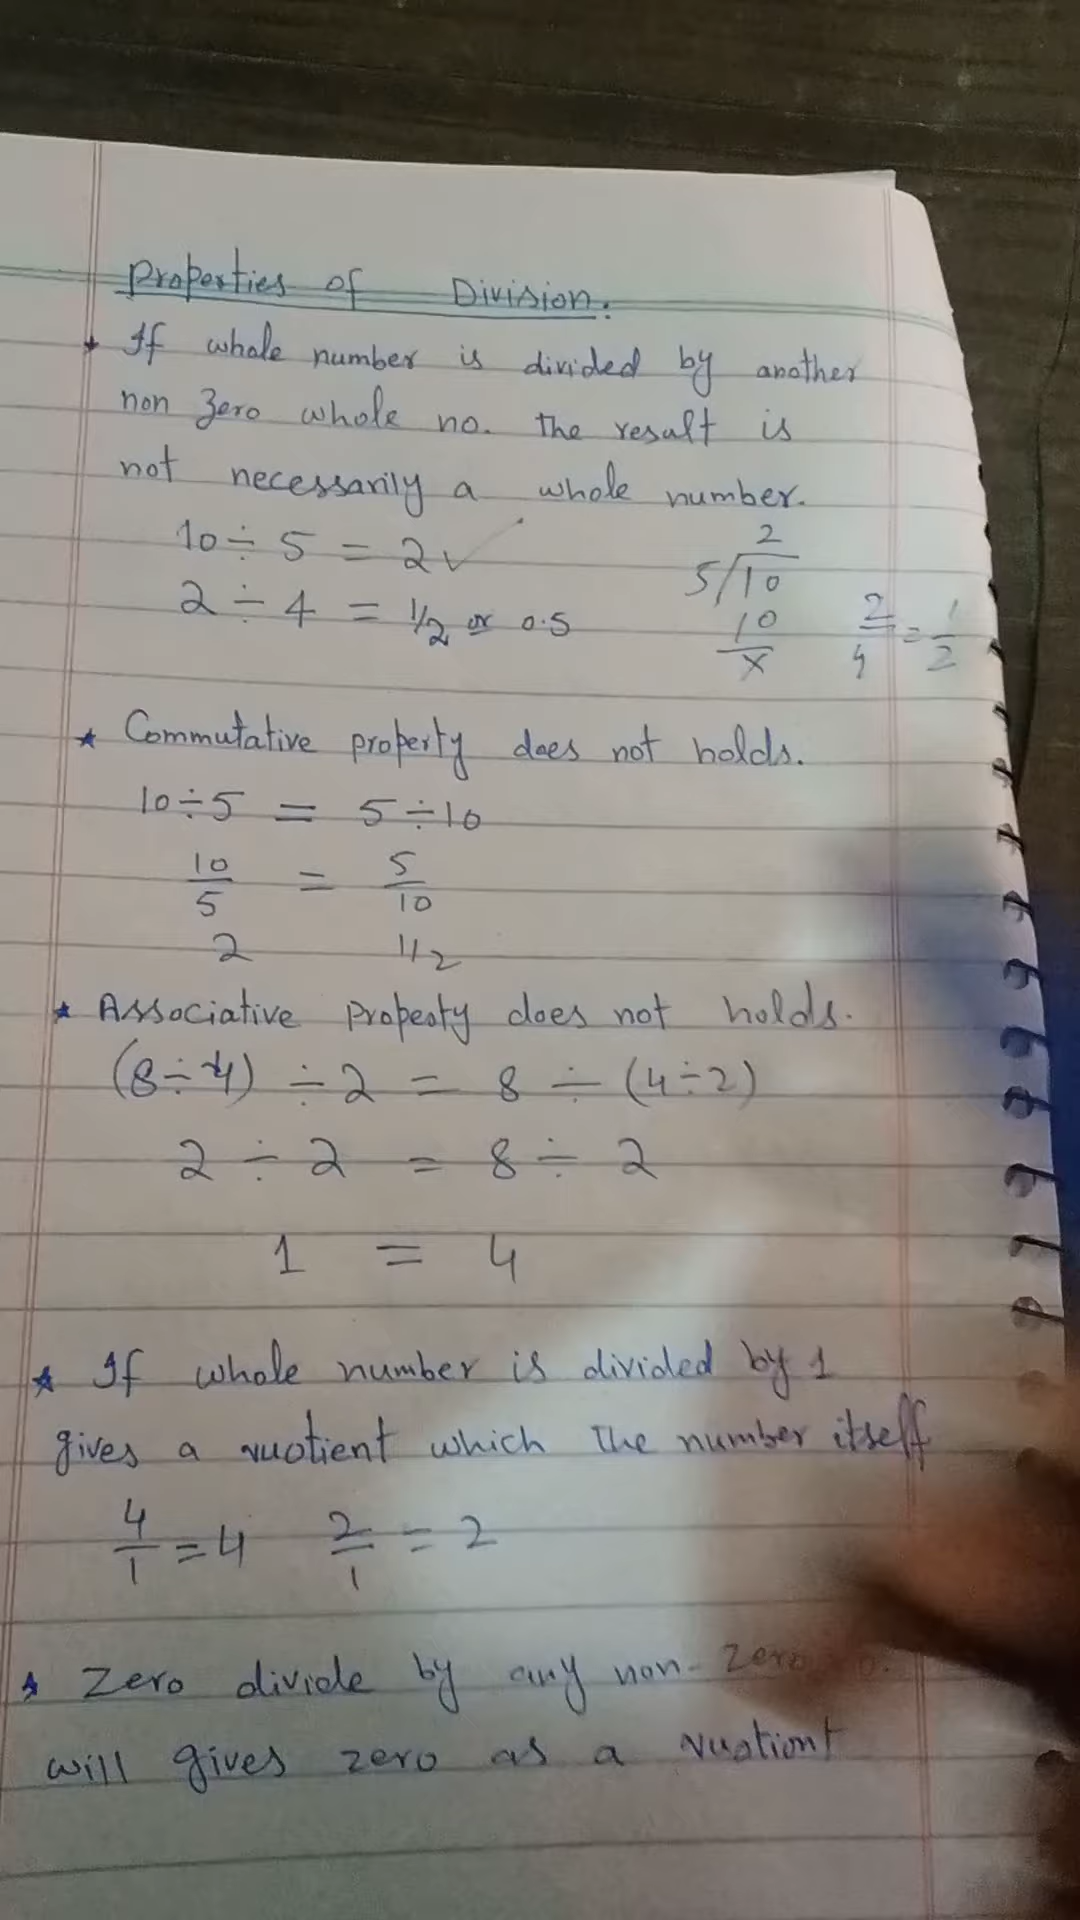 Properties of Division.
If whole number is divided by another
non zero whole no. the result is
not necessarily a whole number.
10 ÷ 5 = 2 ✓
2 ÷ 4 = 1/2 or 0.5
2
5/10
10
x
2/4 = 1/2
★ Commutative property does not holds.
10 ÷ 5 = 5 ÷ 10
10/5 = 5/10
2 1/2
★ Associative property does not holds.
(8 ÷ 4) ÷ 2 = 8 ÷ (4 ÷ 2)
2 ÷ 2 = 8 ÷ 2
1 = 4
★ If whole number is divided by 1
gives a quotient which the number itself
4/1 = 4 2/1 = 2
★ Zero divide by any non-zero
will gives zero as a